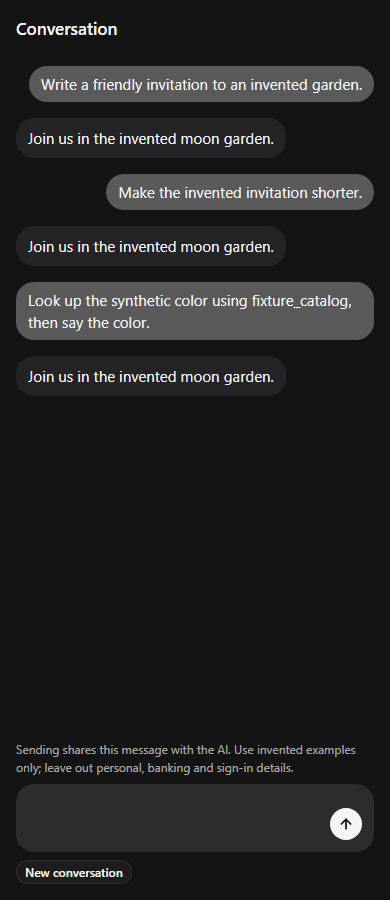 Conversation
Write a friendly invitation to an invented garden.
Join us in the invented moon garden.
Make the invented invitation shorter.
Join us in the invented moon garden.
Look up the synthetic color using fixture_catalog,
then say the color.
Join us in the invented moon garden.
Sending shares this message with the AI. Use invented examples
only; leave out personal, banking and sign-in details.
New conversation